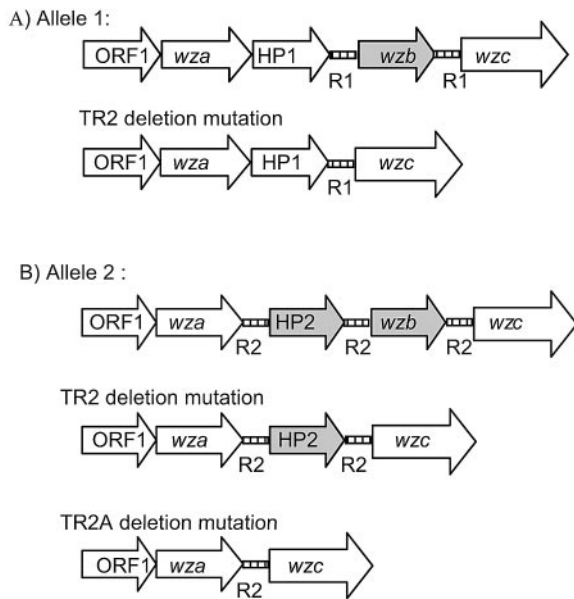 A) Allele 1:
ORF1 wza HP1 wzb wzc
R1 R1
TR2 deletion mutation
ORF1 wza HP1 wzc
R1
B) Allele 2 :
ORF1 wza HP2 wzb wzc
R2 R2 R2
TR2 deletion mutation
ORF1 wza HP2 wzc
R2 R2
TR2A deletion mutation
ORF1 wza wzc
R2